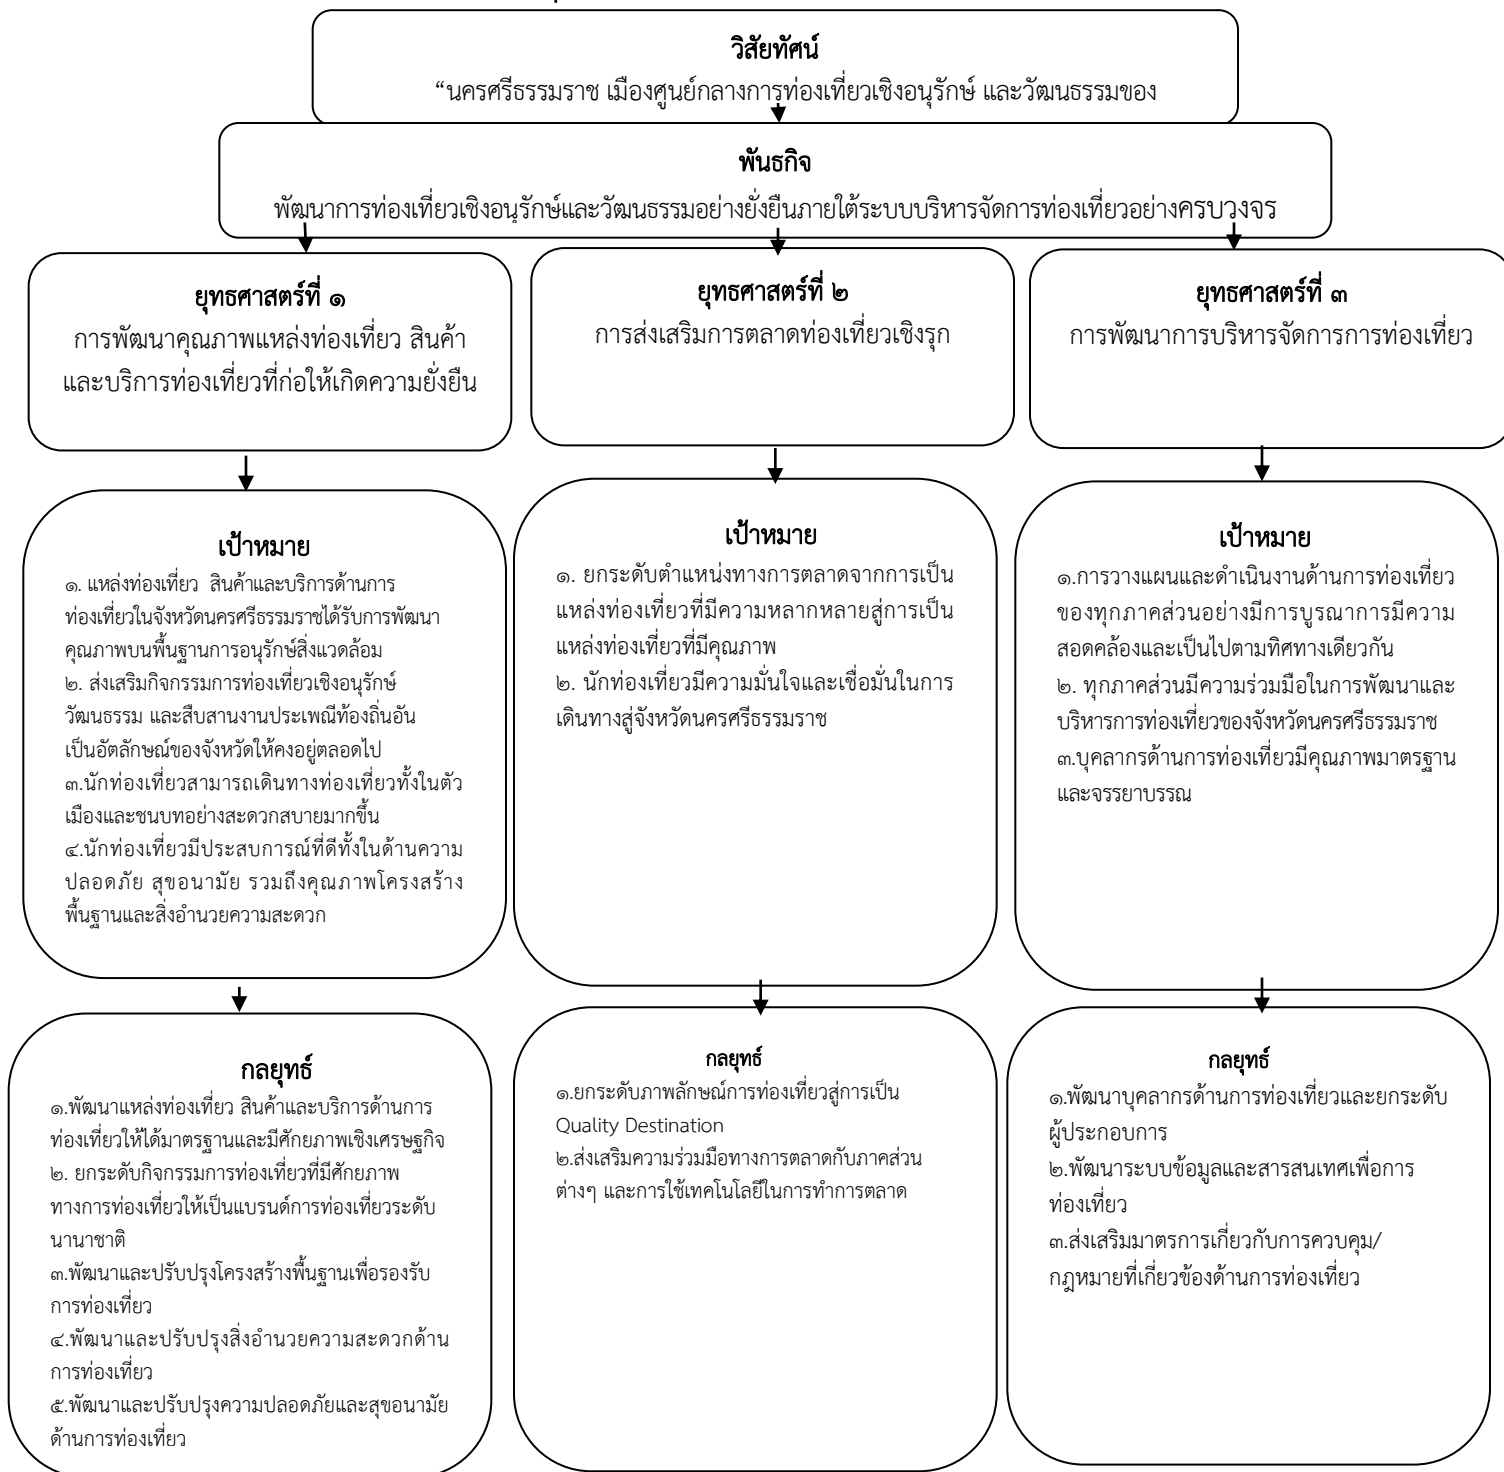 วิสัยทัศน์
“นครศรีธรรมราช เมืองศูนย์กลางการท่องเที่ยวเชิงอนุรักษ์ และวัฒนธรรมของ
พันธกิจ
พัฒนาการท่องเที่ยวเชิงอนุรักษ์และวัฒนธรรมอย่างยั่งยืนภายใต้ระบบบริหารจัดการท่องเที่ยวอย่างครบวงจร
ยุทธศาสตร์ที่ ๑
การพัฒนาคุณภาพแหล่งท่องเที่ยว สินค้า
และบริการท่องเที่ยวที่ก่อให้เกิดความยั่งยืน
ยุทธศาสตร์ที่ ๒
การส่งเสริมการตลาดท่องเที่ยวเชิงรุก
ยุทธศาสตร์ที่ ๓
การพัฒนาการบริหารจัดการการท่องเที่ยว
เป้าหมาย
๑. แหล่งท่องเที่ยว สินค้าและบริการด้านการ
ท่องเที่ยวในจังหวัดนครศรีธรรมราชได้รับการพัฒนา
คุณภาพบนพื้นฐานการอนุรักษ์สิ่งแวดล้อม
๒. ส่งเสริมกิจกรรมการท่องเที่ยวเชิงอนุรักษ์
วัฒนธรรม และสืบสานงานประเพณีท้องถิ่นอัน
เป็นอัตลักษณ์ของจังหวัดให้คงอยู่ตลอดไป
๓.นักท่องเที่ยวสามารถเดินทางท่องเที่ยวทั้งในตัว
เมืองและชนบทอย่างสะดวกสบายมากขึ้น
๔.นักท่องเที่ยวมีประสบการณ์ที่ดีทั้งในด้านความ
ปลอดภัย สุขอนามัย รวมถึงคุณภาพโครงสร้าง
พื้นฐานและสิ่งอำนวยความสะดวก
เป้าหมาย
๑. ยกระดับตำแหน่งทางการตลาดจากการเป็น
แหล่งท่องเที่ยวที่มีความหลากหลายสู่การเป็น
แหล่งท่องเที่ยวที่มีคุณภาพ
๒. นักท่องเที่ยวมีความมั่นใจและเชื่อมั่นในการ
เดินทางสู่จังหวัดนครศรีธรรมราช
เป้าหมาย
๑.การวางแผนและดำเนินงานด้านการท่องเที่ยว
ของทุกภาคส่วนอย่างมีการบูรณาการมีความ
สอดคล้องและเป็นไปตามทิศทางเดียวกัน
๒. ทุกภาคส่วนมีความร่วมมือในการพัฒนาและ
บริหารการท่องเที่ยวของจังหวัดนครศรีธรรมราช
๓.บุคลากรด้านการท่องเที่ยวมีคุณภาพมาตรฐาน
และจรรยาบรรณ
กลยุทธ์
๑.พัฒนาแหล่งท่องเที่ยว สินค้าและบริการด้านการ
ท่องเที่ยวให้ได้มาตรฐานและมีศักยภาพเชิงเศรษฐกิจ
๒. ยกระดับกิจกรรมการท่องเที่ยวที่มีศักยภาพ
ทางการท่องเที่ยวให้เป็นแบรนด์การท่องเที่ยวระดับ
นานาชาติ
๓.พัฒนาและปรับปรุงโครงสร้างพื้นฐานเพื่อรองรับ
การท่องเที่ยว
๔.พัฒนาและปรับปรุงสิ่งอำนวยความสะดวกด้าน
การท่องเที่ยว
๕.พัฒนาและปรับปรุงความปลอดภัยและสุขอนามัย
ด้านการท่องเที่ยว
กลยุทธ์
๑.ยกระดับภาพลักษณ์การท่องเที่ยวสู่การเป็น
Quality Destination
๒.ส่งเสริมความร่วมมือทางการตลาดกับภาคส่วน
ต่างๆ และการใช้เทคโนโลยีในการทำการตลาด
กลยุทธ์
๑.พัฒนาบุคลากรด้านการท่องเที่ยวและยกระดับ
ผู้ประกอบการ
๒.พัฒนาระบบข้อมูลและสารสนเทศเพื่อการ
ท่องเที่ยว
๓.ส่งเสริมมาตรการเกี่ยวกับการควบคุม/
กฎหมายที่เกี่ยวข้องด้านการท่องเที่ยว